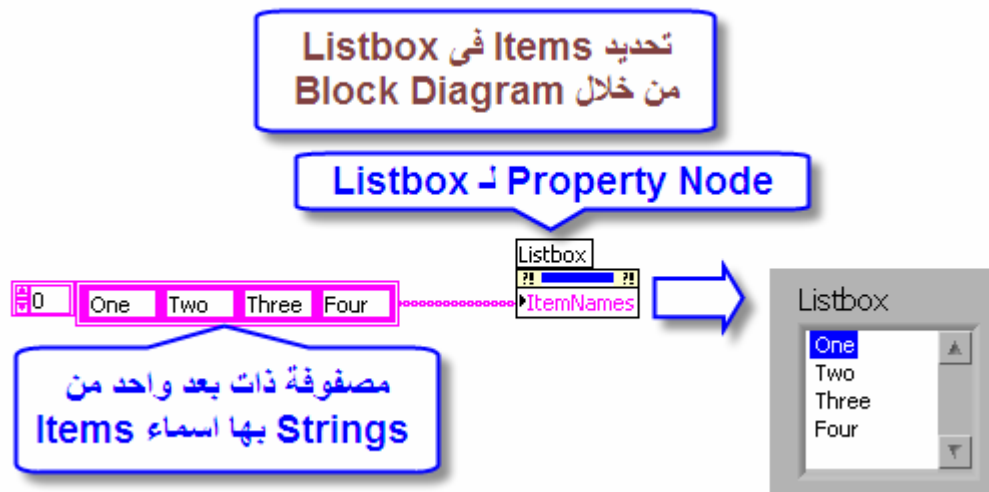 تحديد Items فى Listbox
من خلال Block Diagram
Property Node لـ Listbox
Listbox
?! ?!
ItemNames
0 One Two Three Four
مصفوفة ذات بعد واحد من
Strings بها اسماء Items
Listbox
One
Two
Three
Four